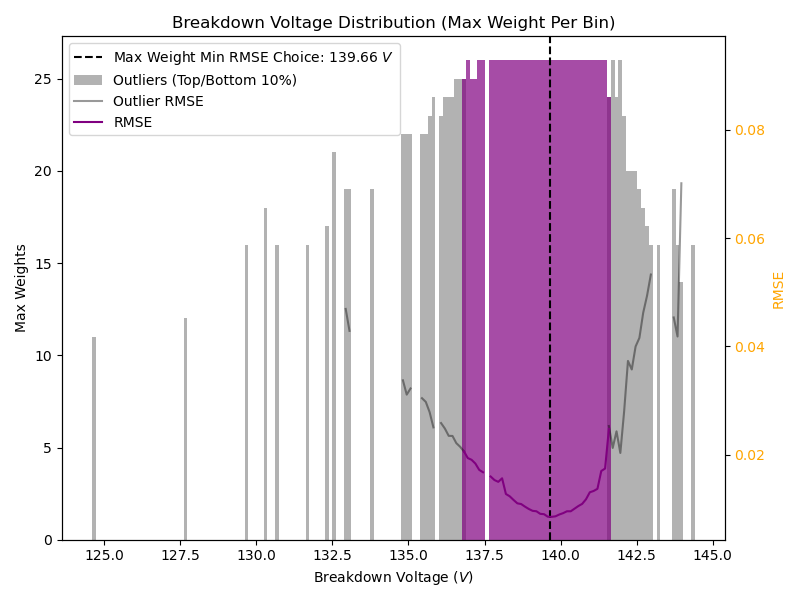 Breakdown Voltage Distribution (Max Weight Per Bin)
Max Weight Min RMSE Choice: 139.66 V
Outliers (Top/Bottom 10%)
Outlier RMSE
RMSE
Max Weights
25
20
15
10
5
0
0.08
0.06
0.04
0.02
RMSE
125.0 127.5 130.0 132.5 135.0 137.5 140.0 142.5 145.0
Breakdown Voltage (V)